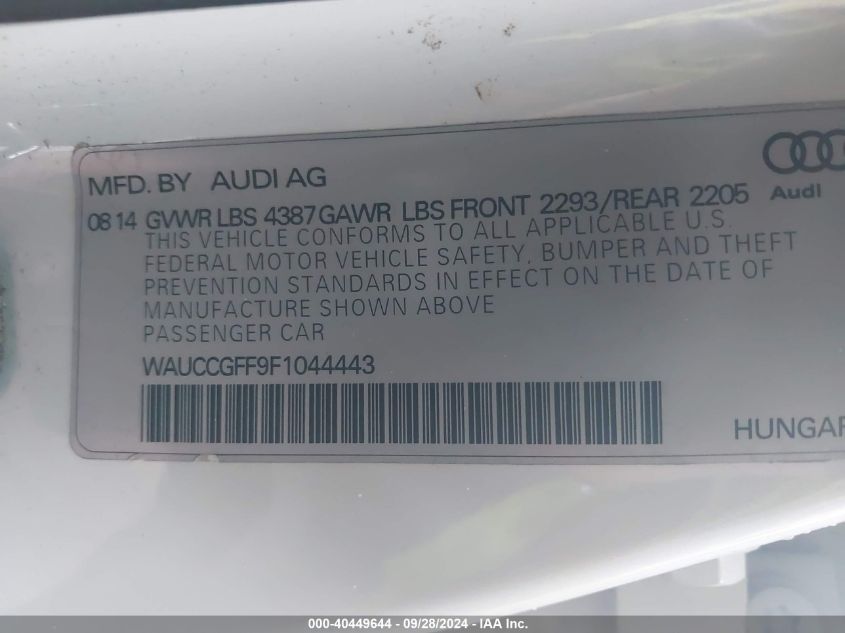 MFD. BY AUDI AG
Audi
08 14 GVWR LBS 4387 GAWR LBS FRONT 2293/REAR 2205
THIS VEHICLE CONFORMS TO ALL APPLICABLE U.S.
FEDERAL MOTOR VEHICLE SAFETY, BUMPER AND THEFT
PREVENTION STANDARDS IN EFFECT ON THE DATE OF
MANUFACTURE SHOWN ABOVE
PASSENGER CAR
WAUCCGFF9F1044443
HUNGAR
000-40449644 - 09/28/2024 - IAA Inc.